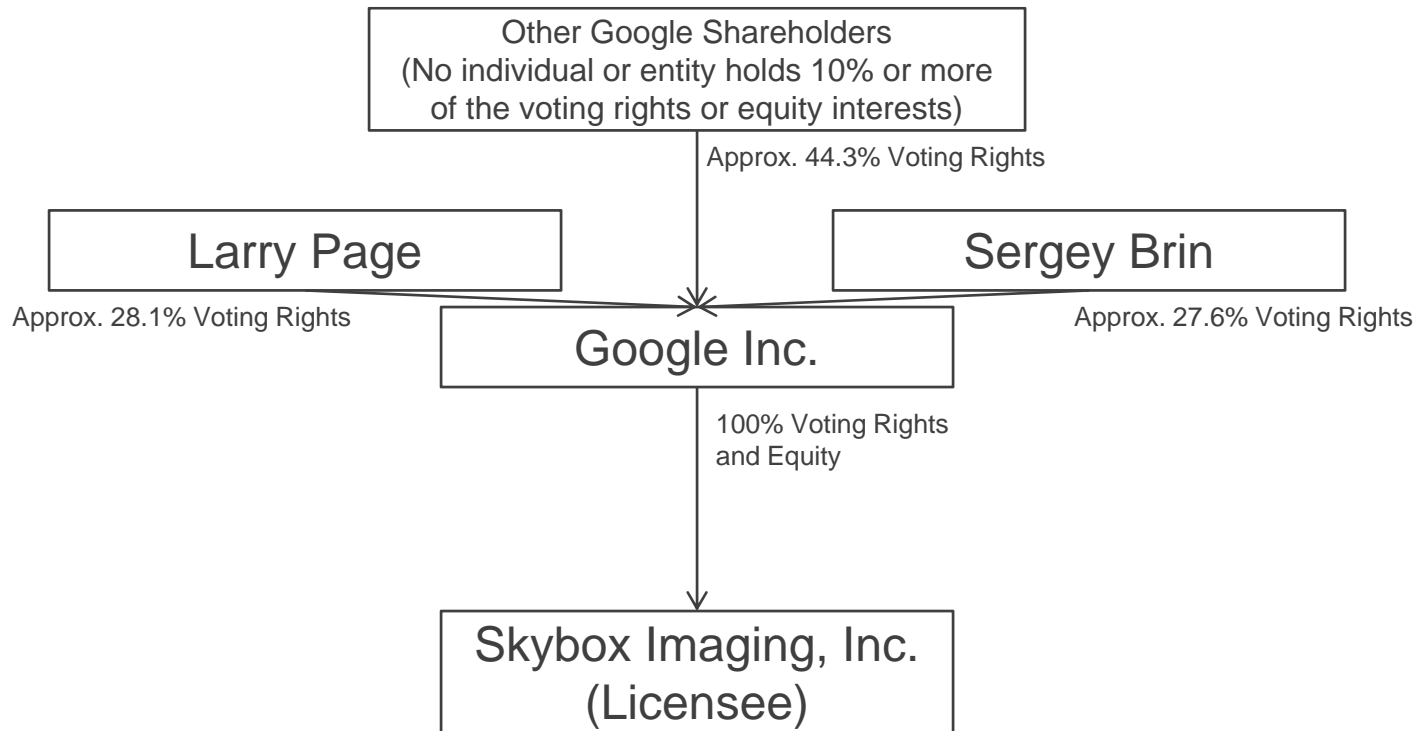 Other Google Shareholders
(No individual or entity holds 10% or more
of the voting rights or equity interests)
Approx. 44.3% Voting Rights
Larry Page
Sergey Brin
Approx. 28.1% Voting Rights
Approx. 27.6% Voting Rights
Google Inc.
100% Voting Rights
and Equity
Skybox Imaging, Inc.
(Licensee)